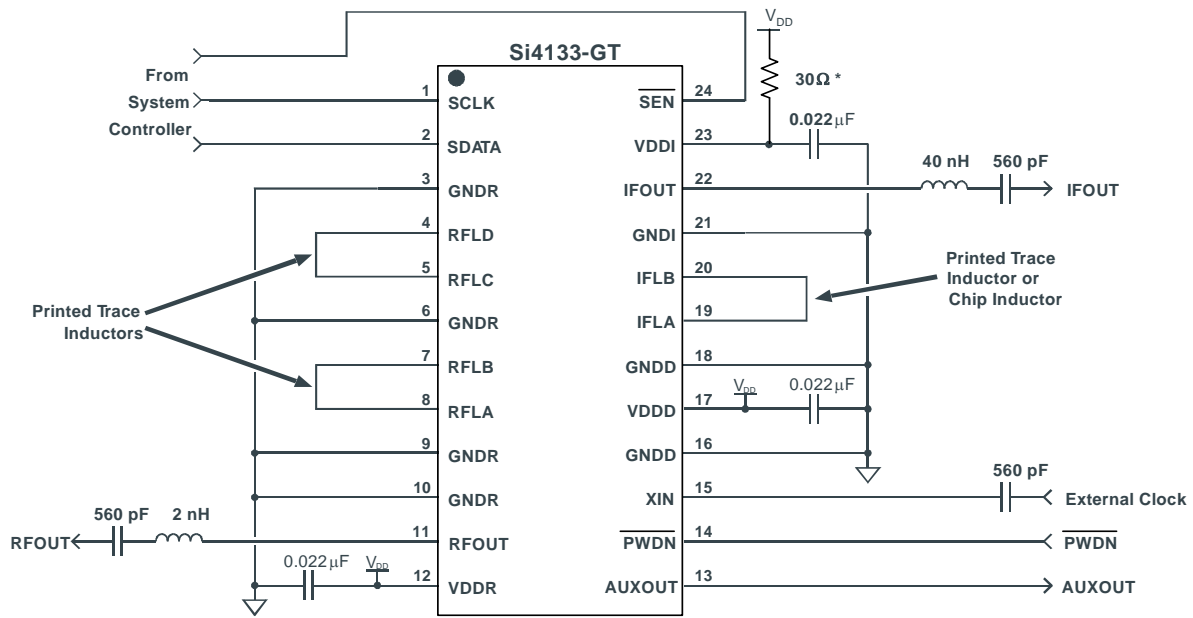 V_DD
Si4133-GT
From
System
Controller
30Ω *
0.022µF
1 SCLK
2 SDATA
3 GNDR
4 RFLD
5 RFLC
6 GNDR
7 RFLB
8 RFLA
9 GNDR
10 GNDR
11 RFOUT
12 VDDR
24 SEN
23 VDDI
22 IFOUT
21 GNDI
20 IFLB
19 IFLA
18 GNDD
17 VDDD
16 GNDD
15 XIN
14 PWDN
13 AUXOUT
Printed Trace
Inductors
560 pF
2 nH
RFOUT
0.022µF
V_DD
40 nH
560 pF
IFOUT
Printed Trace
Inductor or
Chip Inductor
V_DD
0.022µF
560 pF
External Clock
PWDN
AUXOUT